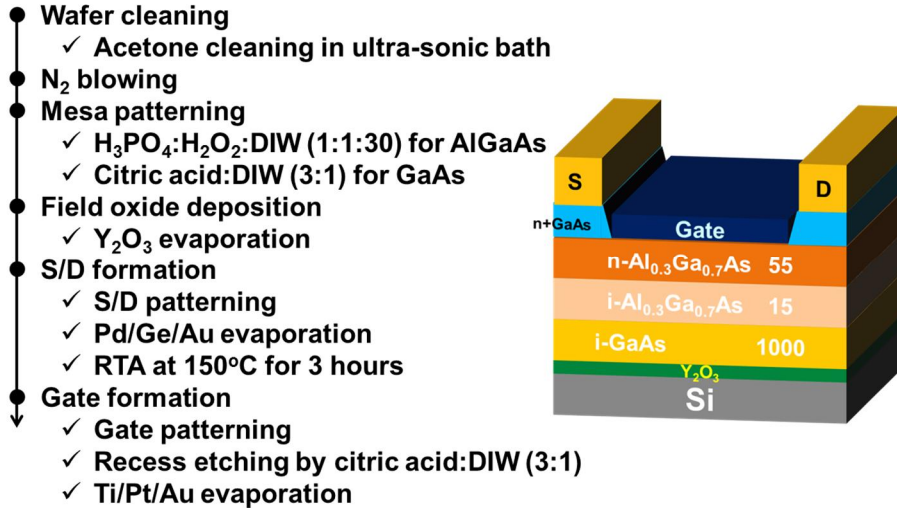 Wafer cleaning
✓ Acetone cleaning in ultra-sonic bath
N₂ blowing
Mesa patterning
✓ H₃PO₄:H₂O₂:DIW (1:1:30) for AlGaAs
✓ Citric acid:DIW (3:1) for GaAs
Field oxide deposition
✓ Y₂O₃ evaporation
S/D formation
✓ S/D patterning
✓ Pd/Ge/Au evaporation
✓ RTA at 150°C for 3 hours
Gate formation
✓ Gate patterning
✓ Recess etching by citric acid:DIW (3:1)
✓ Ti/Pt/Au evaporation
S
D
n+GaAs
Gate
n-Al₀.₃Ga₀.₇As 55
i-Al₀.₃Ga₀.₇As 15
i-GaAs 1000
Y₂O₃
Si